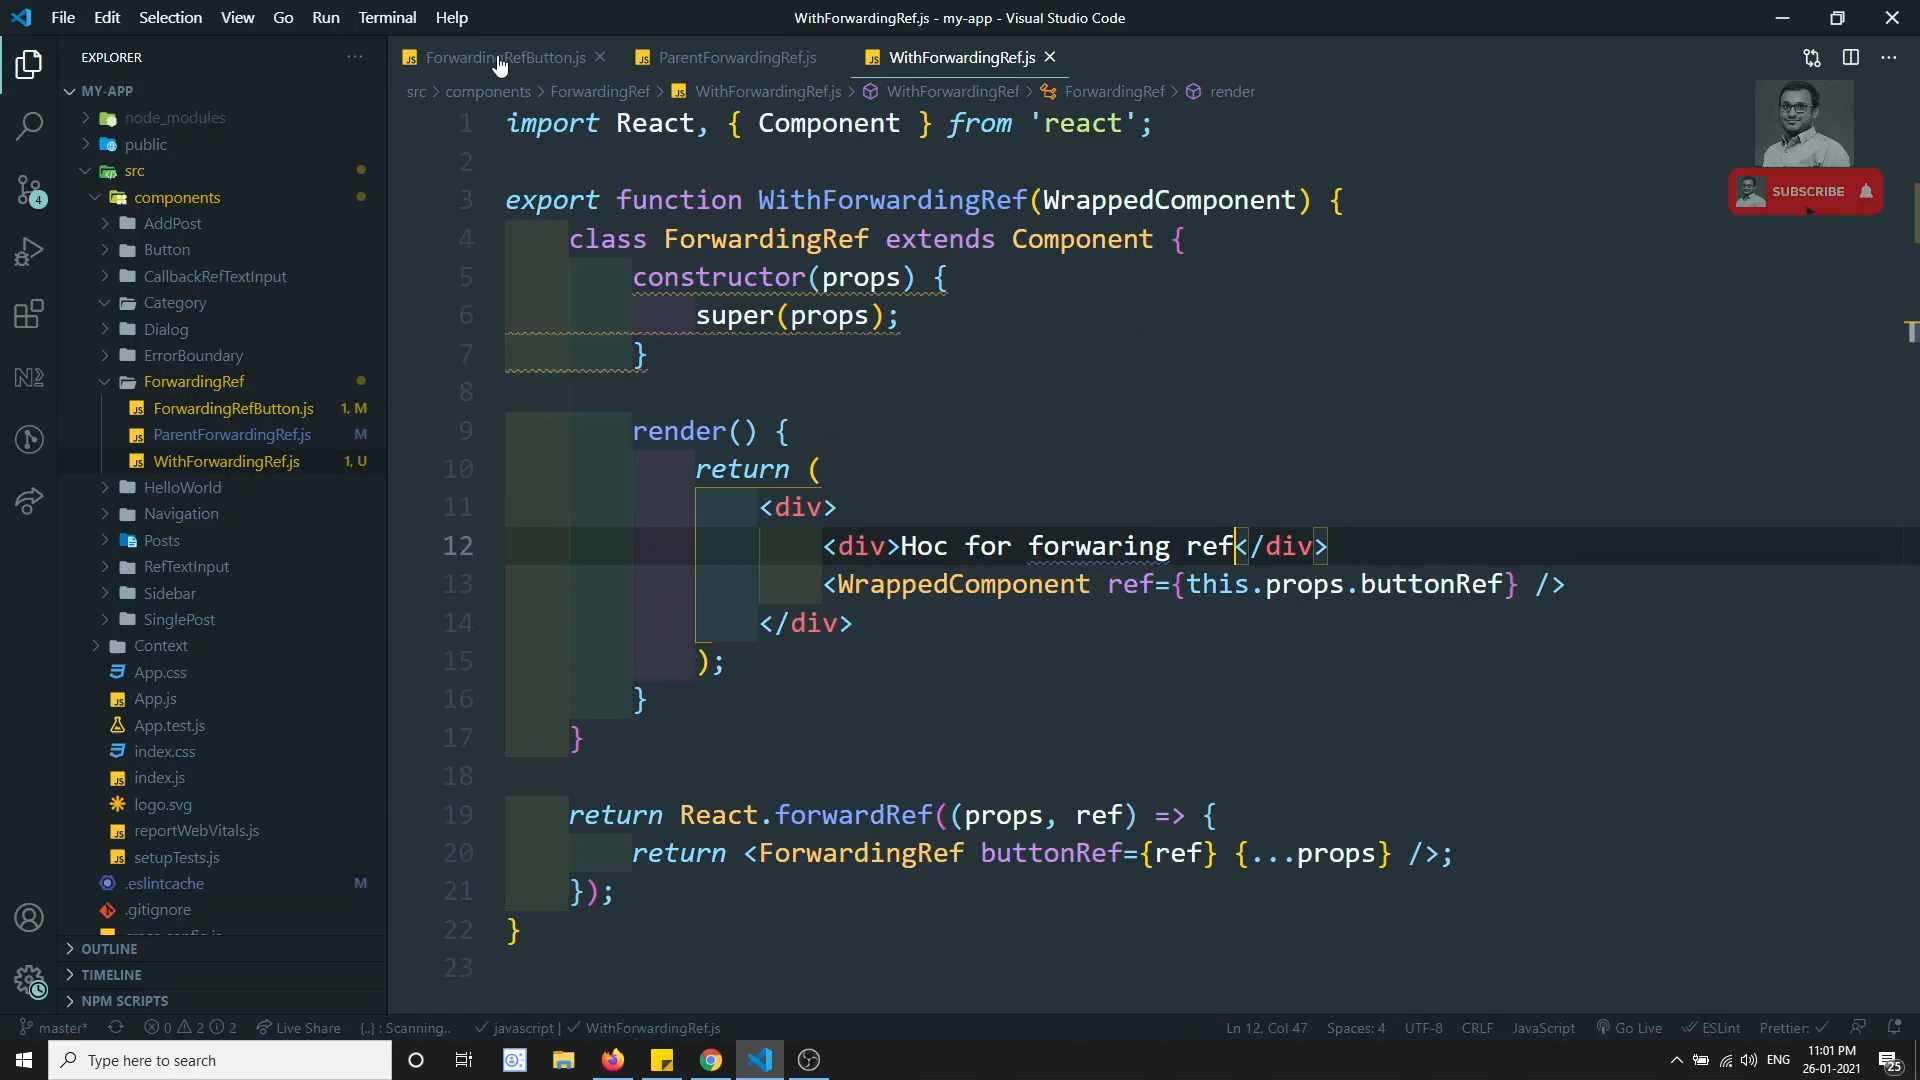 File Edit Selection View Go Run Terminal Help
WithForwardingRef.js - my-app - Visual Studio Code
EXPLORER
ForwardingRefButton.js
ParentForwardingRef.js
WithForwardingRef.js
MY-APP
src > components > ForwardingRef > WithForwardingRef.js > WithForwardingRef > ForwardingRef > render
node_modules
public
src
components
AddPost
Button
CallbackRefTextInput
Category
Dialog
ErrorBoundary
ForwardingRef
ForwardingRefButton.js 1, M
ParentForwardingRef.js M
WithForwardingRef.js 1, U
HelloWorld
Navigation
Posts
RefTextInput
Sidebar
SinglePost
Context
App.css
App.js
App.test.js
index.css
index.js
logo.svg
reportWebVitals.js
setupTests.js
.eslintcache M
.gitignore
OUTLINE
TIMELINE
NPM SCRIPTS
4
1 import React, { Component } from 'react';
2
3 export function WithForwardingRef(WrappedComponent) {
4 class ForwardingRef extends Component {
5 constructor(props) {
6 super(props);
7 }
8
9 render() {
10 return (
11 <div>
12 <div>Hoc for forwaring ref</div>
13 <WrappedComponent ref={this.props.buttonRef} />
14 </div>
15 );
16 }
17 }
18
19 return React.forwardRef((props, ref) => {
20 return <ForwardingRef buttonRef={ref} {...props} />;
21 });
22 }
23
SUBSCRIBE
master* 0 2 2 Live Share {..} : Scanning.. javascript | WithForwardingRef.js
Ln 12, Col 47 Spaces: 4 UTF-8 CRLF JavaScript Go Live ESLint Prettier:
Type here to search
ENG
11:01 PM
26-01-2021
25